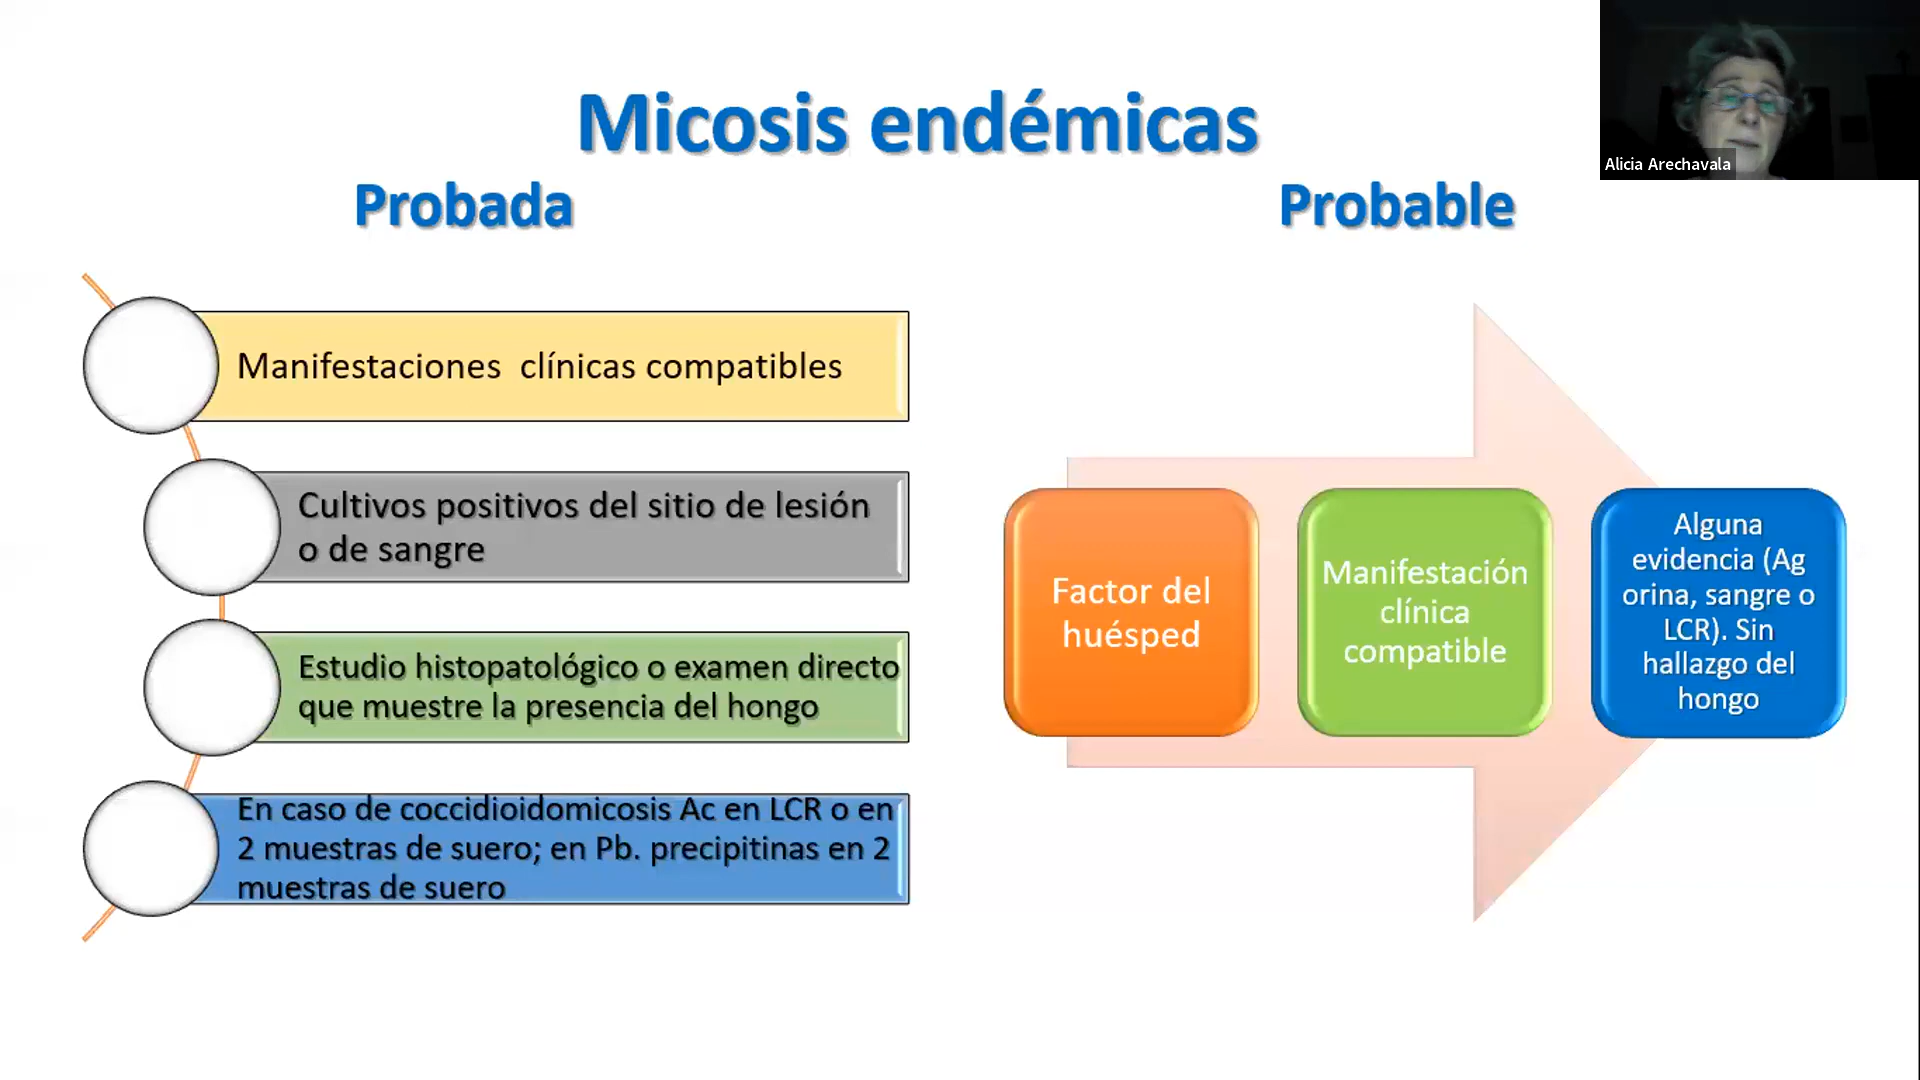 Micosis endémicas
Alicia Arechavala
Probada
Probable
Manifestaciones clínicas compatibles
Cultivos positivos del sitio de lesión
o de sangre
Estudio histopatológico o examen directo
que muestre la presencia del hongo
En caso de coccidioidomicosis Ac en LCR o en
2 muestras de suero; en Pb. precipitinas en 2
muestras de suero
Factor del
huésped
Manifestación
clínica
compatible
Alguna
evidencia (Ag
orina, sangre o
LCR). Sin
hallazgo del
hongo